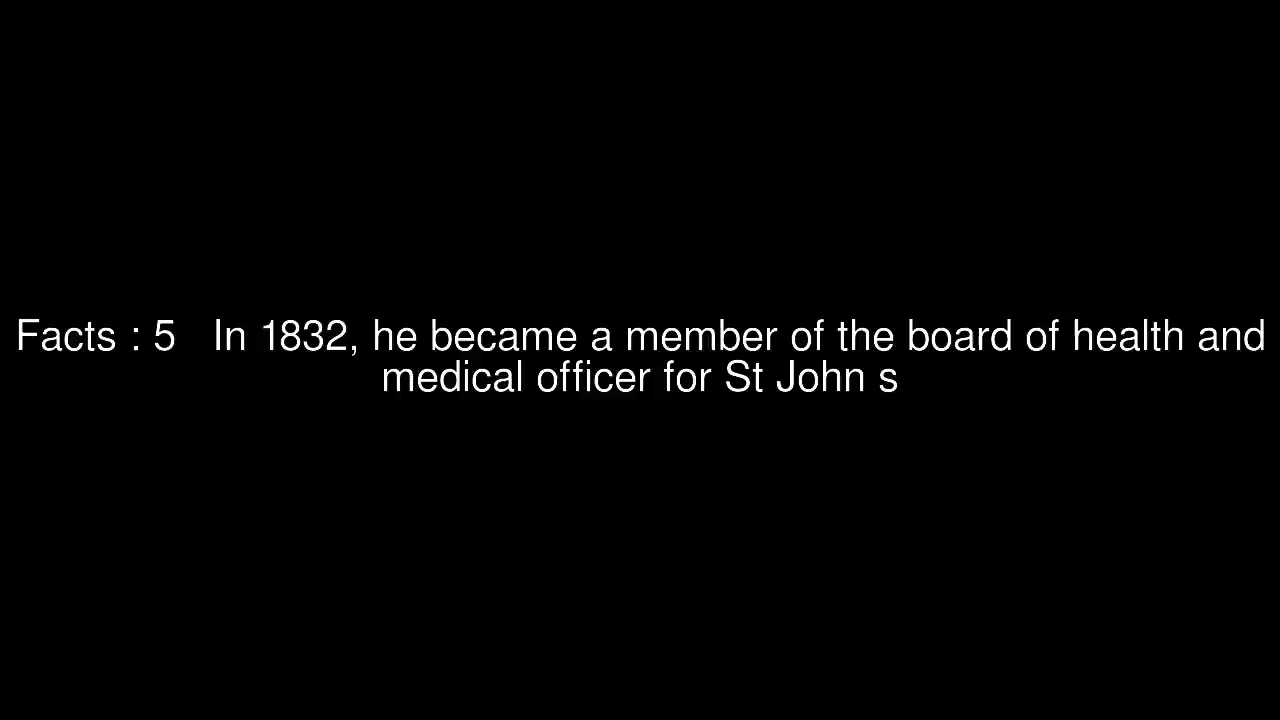 Facts : 5 In 1832, he became a member of the board of health and
medical officer for St John s